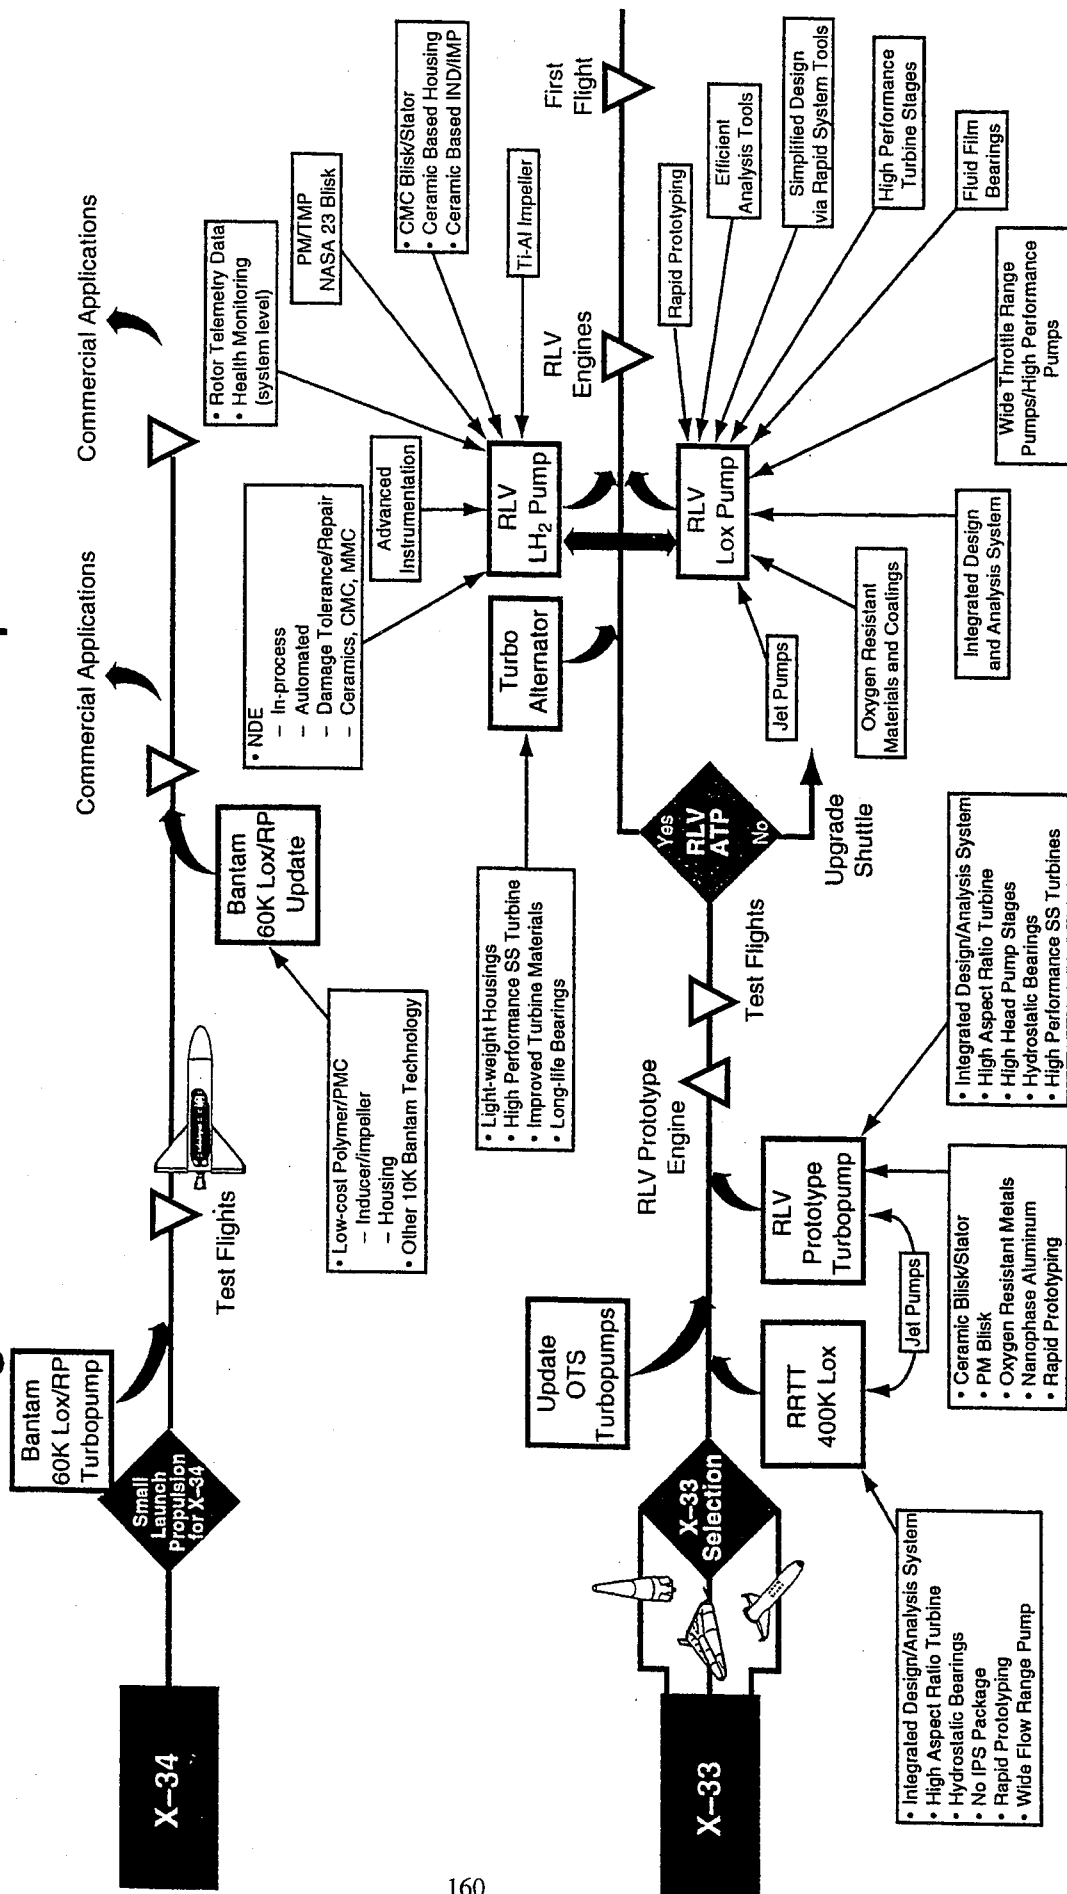 X–34
Small
Launch
Propulsion
for X–34
Bantam
60K Lox/RP
Turbopump
Test Flights
Bantam
60K Lox/RP
Update
• Low-cost Polymer/PMC
– Inducer/impeller
– Housing
• Other 10K Bantam Technology
Commercial Applications
Commercial Applications
X–33
X–33
Selection
Update
OTS
Turbopumps
RRTT
400K Lox
• Integrated Design/Analysis System
• High Aspect Ratio Turbine
• Hydrostatic Bearings
• No IPS Package
• Rapid Prototyping
• Wide Flow Range Pump
Jet Pumps
RLV
Prototype
Turbopump
• Ceramic Blisk/Stator
• PM Blisk
• Oxygen Resistant Metals
• Nanophase Aluminum
• Rapid Prototyping
• Integrated Design/Analysis System
• High Aspect Ratio Turbine
• High Head Pump Stages
• Hydrostatic Bearings
• High Performance SS Turbines
RLV Prototype
Engine
Test Flights
Yes
RLV
ATP
No
Upgrade
Shuttle
• Light-weight Housings
• High Performance SS Turbine
• Improved Turbine Materials
• Long-life Bearings
Turbo
Alternator
• NDE
– In-process
– Automated
– Damage Tolerance/Repair
– Ceramics, CMC, MMC
Advanced
Instrumentation
• Rotor Telemetry Data
• Health Monitoring
(system level)
PM/TMP
NASA 23 Blisk
• CMC Blisk/Stator
• Ceramic Based Housing
• Ceramic Based IND/IMP
Ti-Al Impeller
RLV
LH2 Pump
RLV
Engines
First
Flight
RLV
Lox Pump
Jet Pumps
Oxygen Resistant
Materials and Coatings
Integrated Design
and Analysis System
Wide Throttle Range
Pumps/High Performance
Pumps
Rapid Prototyping
Efficient
Analysis Tools
Simplified Design
via Rapid System Tools
High Performance
Turbine Stages
Fluid Film
Bearings
160